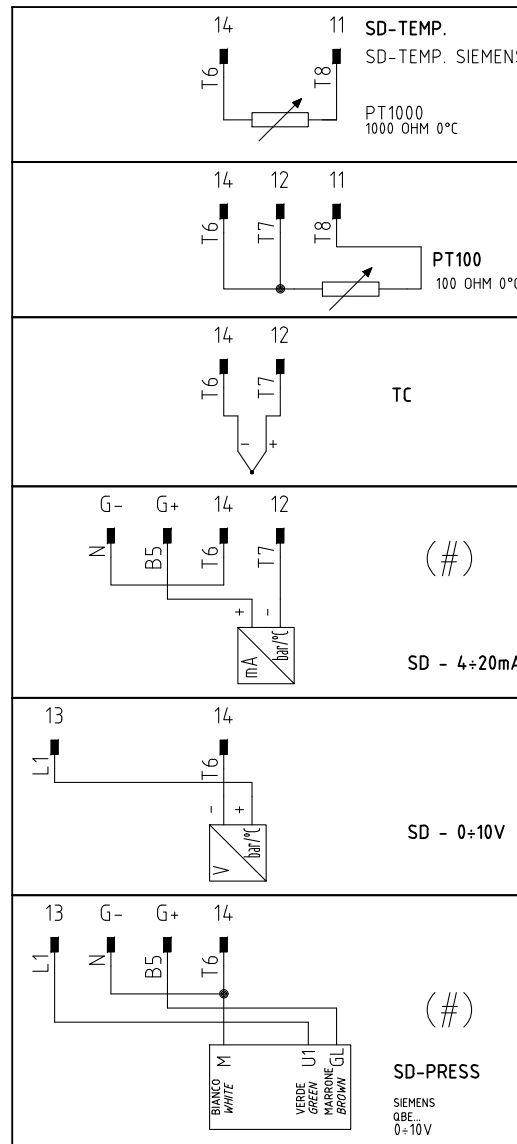 14 11 SD-TEMP.
SD-TEMP. SIEMENS
T6 T8
PT1000
1000 OHM 0°C
14 12 11
T6 T7 T8
PT100
100 OHM 0°C
14 12
T6 T7
TC
- +
G- G+ 14 12
N B5 T6 T7
(#)
+ -
mA bar/°C
SD - 4÷20mA
13 14
L1 T6
- +
SD - 0÷10V
V bar/°C
13 G- G+ 14
L1 N B5 T6
(#)
M U1 GL
BIANCO
WHITE
VERDE
GREEN
MARRONE
BROWN
SD-PRESS
SIEMENS
QBE...
0÷10V